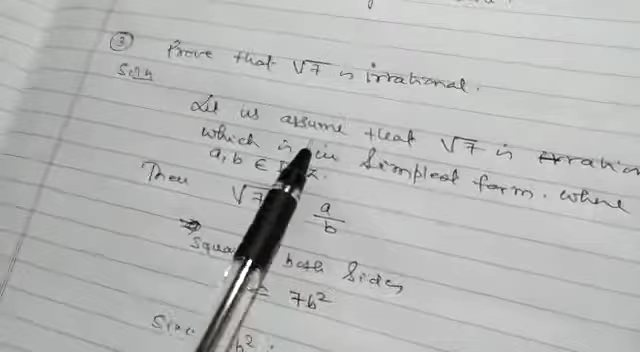 ③ Prove that √7 is irrational.
Soln
Let us assume that √7 is
which is in Simplest form. where
a, b ∈
Then √7 a/b
both Sides
= 7b²
b²